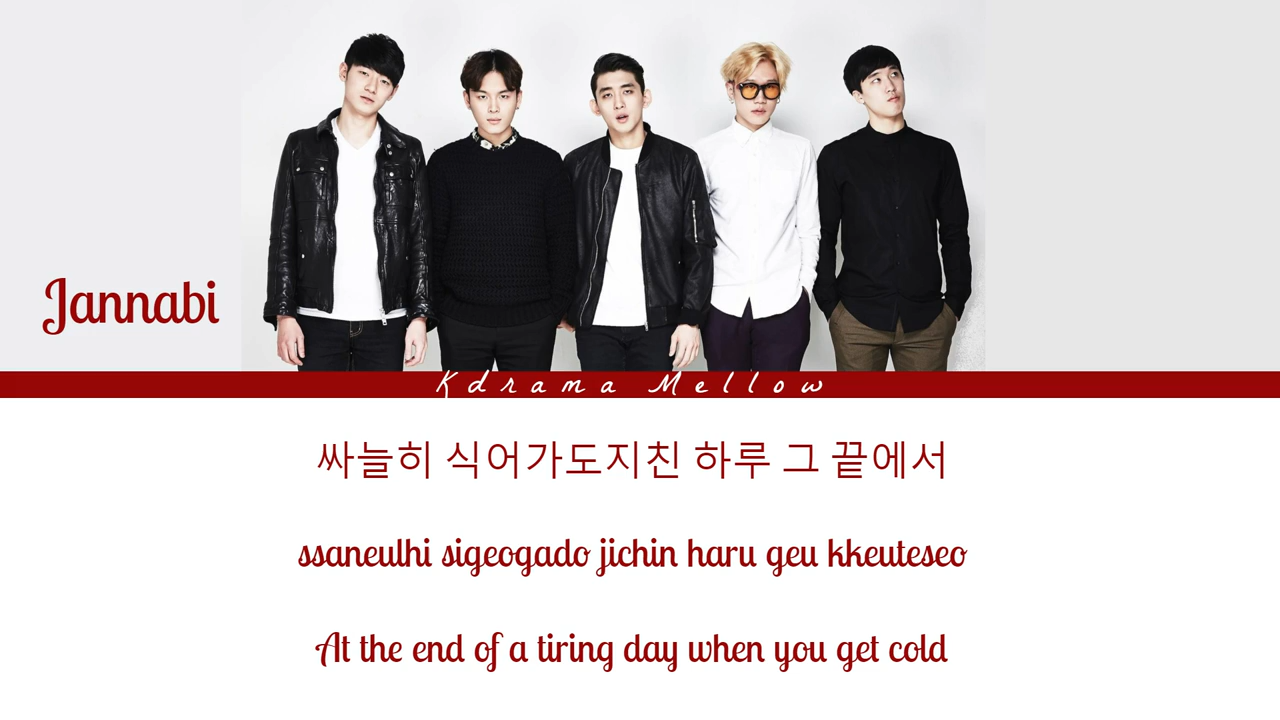 Jannabi
Kdrama Mellow
싸늘히 식어가도지친 하루 그 끝에서
ssaneulhi sigeogado jichin haru geu kkeuteseo
At the end of a tiring day when you get cold